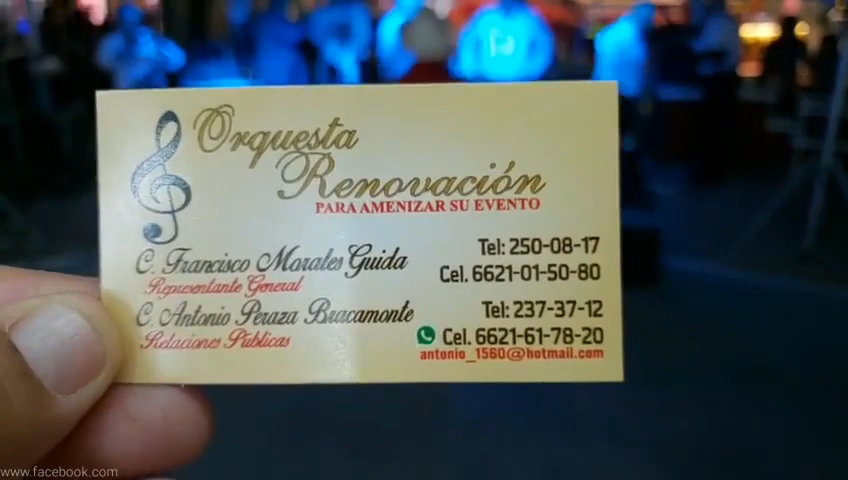 Orquesta
Renovación
PARA AMENIZAR SU EVENTO
C. Francisco Morales Guida
Representante General
Tel: 250-08-17
Cel. 6621-01-50-80
C. Antonio Peraza Bracamonte
Relaciones Públicas
Tel: 237-37-12
Cel. 6621-61-78-20
antonio_1560@hotmail.com
www.facebook.com